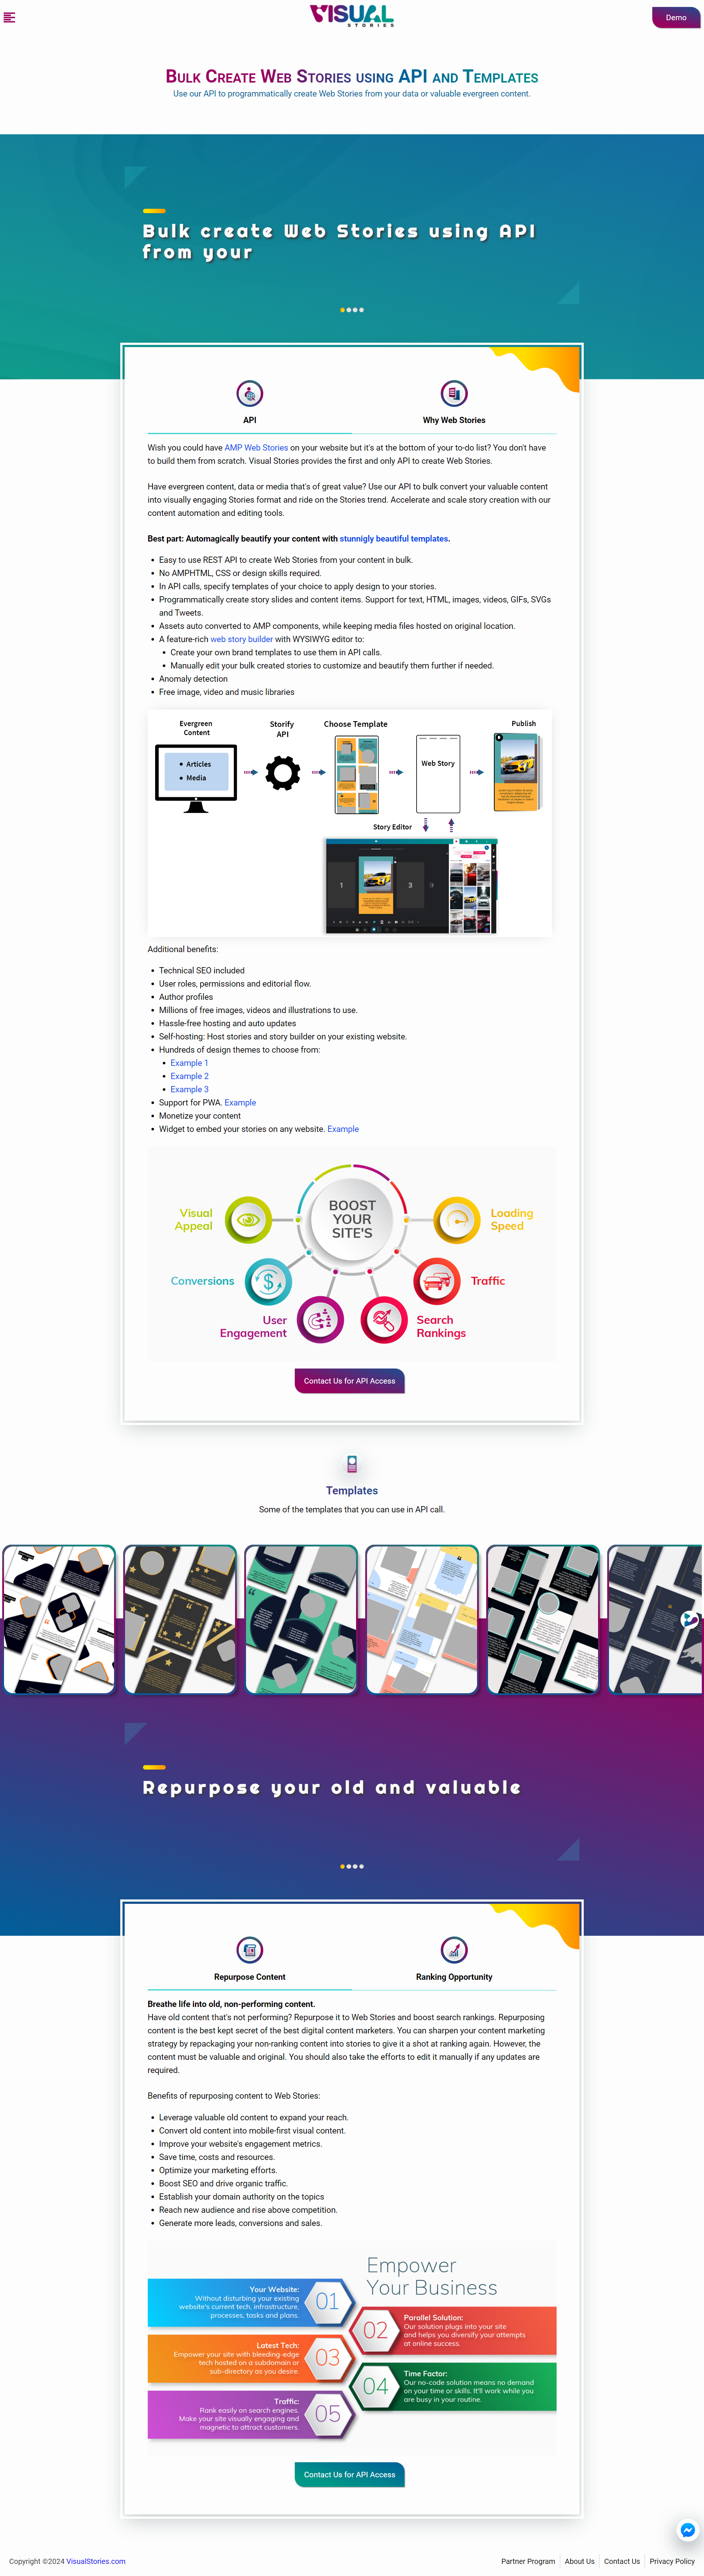 VISUAL
STORIES
Demo
Bulk Create Web Stories using API and Templates
Use our API to programmatically create Web Stories from your data or valuable evergreen content.
Bulk create Web Stories using API
from your
API
Why Web Stories
Wish you could have AMP Web Stories on your website but it's at the bottom of your to-do list? You don't have
to build them from scratch. Visual Stories provides the first and only API to create Web Stories.
Have evergreen content, data or media that's of great value? Use our API to bulk convert your valuable content
into visually engaging Stories format and ride on the Stories trend. Accelerate and scale story creation with our
content automation and editing tools.
Best part: Automagically beautify your content with stunnigly beautiful templates.
Easy to use REST API to create Web Stories from your content in bulk.
No AMPHTML, CSS or design skills required.
In API calls, specify templates of your choice to apply design to your stories.
Programmatically create story slides and content items. Support for text, HTML, images, videos, GIFs, SVGs
and Tweets.
Assets auto converted to AMP components, while keeping media files hosted on original location.
A feature-rich web story builder with WYSIWYG editor to:
Create your own brand templates to use them in API calls.
Manually edit your bulk created stories to customize and beautify them further if needed.
Anomaly detection
Free image, video and music libraries
Evergreen
Content
Storify
API
Choose Template
Publish
Articles
Media
Web Story
Story Editor
1
3
Additional benefits:
Technical SEO included
User roles, permissions and editorial flow.
Author profiles
Millions of free images, videos and illustrations to use.
Hassle-free hosting and auto updates
Self-hosting: Host stories and story builder on your existing website.
Hundreds of design themes to choose from:
Example 1
Example 2
Example 3
Support for PWA. Example
Monetize your content
Widget to embed your stories on any website. Example
BOOST
YOUR
SITE'S
Visual
Appeal
Loading
Speed
Conversions
Traffic
User
Engagement
Search
Rankings
Contact Us for API Access
Templates
Some of the templates that you can use in API call.
Repurpose your old and valuable
Repurpose Content
Ranking Opportunity
Breathe life into old, non-performing content.
Have old content that's not performing? Repurpose it to Web Stories and boost search rankings. Repurposing
content is the best kept secret of the best digital content marketers. You can sharpen your content marketing
strategy by repackaging your non-ranking content into stories to give it a shot at ranking again. However, the
content must be valuable and original. You should also take the efforts to edit it manually if any updates are
required.
Benefits of repurposing content to Web Stories:
Leverage valuable old content to expand your reach.
Convert old content into mobile-first visual content.
Improve your website's engagement metrics.
Save time, costs and resources.
Optimize your marketing efforts.
Boost SEO and drive organic traffic.
Establish your domain authority on the topics
Reach new audience and rise above competition.
Generate more leads, conversions and sales.
Empower
Your Business
Your Website:
Without disturbing your existing
website's current tech, infrastructure,
processes, tasks and plans.
01
02
Parallel Solution:
Our solution plugs into your site
and helps you diversify your attempts
at online success.
Latest Tech:
Empower your site with bleeding-edge
tech hosted on a subdomain or
sub-directory as you desire.
03
04
Time Factor:
Our no-code solution means no demand
on your time or skills. It'll work while you
are busy in your routine.
Traffic:
Rank easily on search engines.
Make your site visually engaging and
magnetic to attract customers.
05
Contact Us for API Access
Copyright ©2024 VisualStories.com
Partner Program
About Us
Contact Us
Privacy Policy